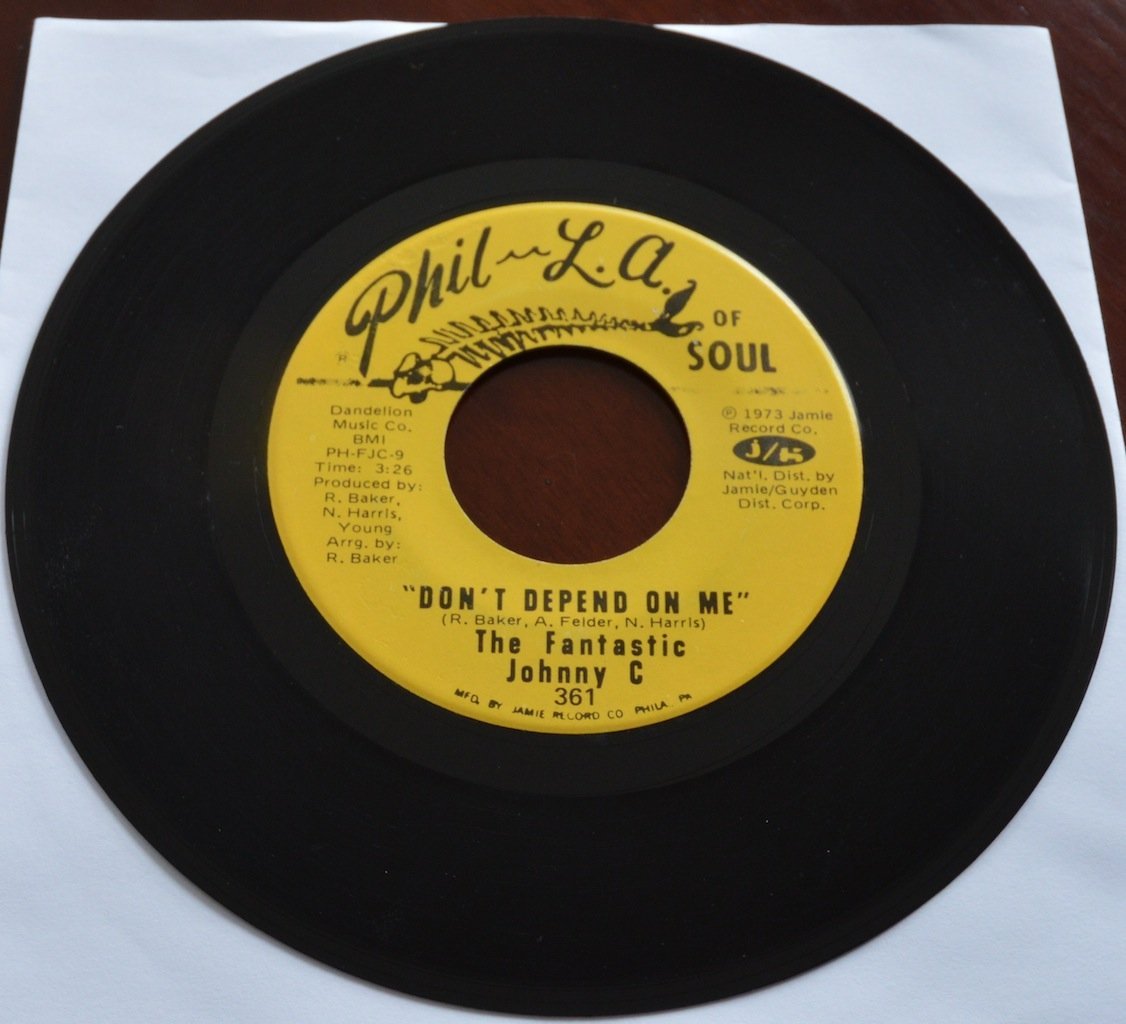 Phil L.A.
OF
SOUL
R
Dandelion
Music Co.
BMI
PH-FJC-9
Time: 3:26
Produced by:
R. Baker,
N. Harris,
Young
Arrg. by:
R. Baker
℗ 1973 Jamie
Record Co.
j/G
Nat'l. Dist. by
Jamie/Guyden
Dist. Corp.
"DON'T DEPEND ON ME"
(R. Baker, A. Felder, N. Harris)
The Fantastic
Johnny C
361
MFG. BY JAMIE RECORD CO PHILA., PA